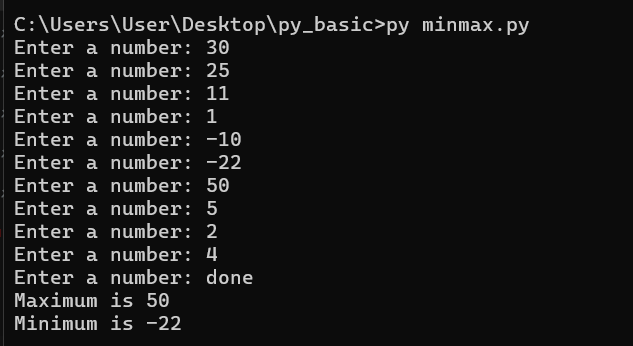 C:\Users\User\Desktop\py_basic>py minmax.py
Enter a number: 30
Enter a number: 25
Enter a number: 11
Enter a number: 1
Enter a number: -10
Enter a number: -22
Enter a number: 50
Enter a number: 5
Enter a number: 2
Enter a number: 4
Enter a number: done
Maximum is 50
Minimum is -22